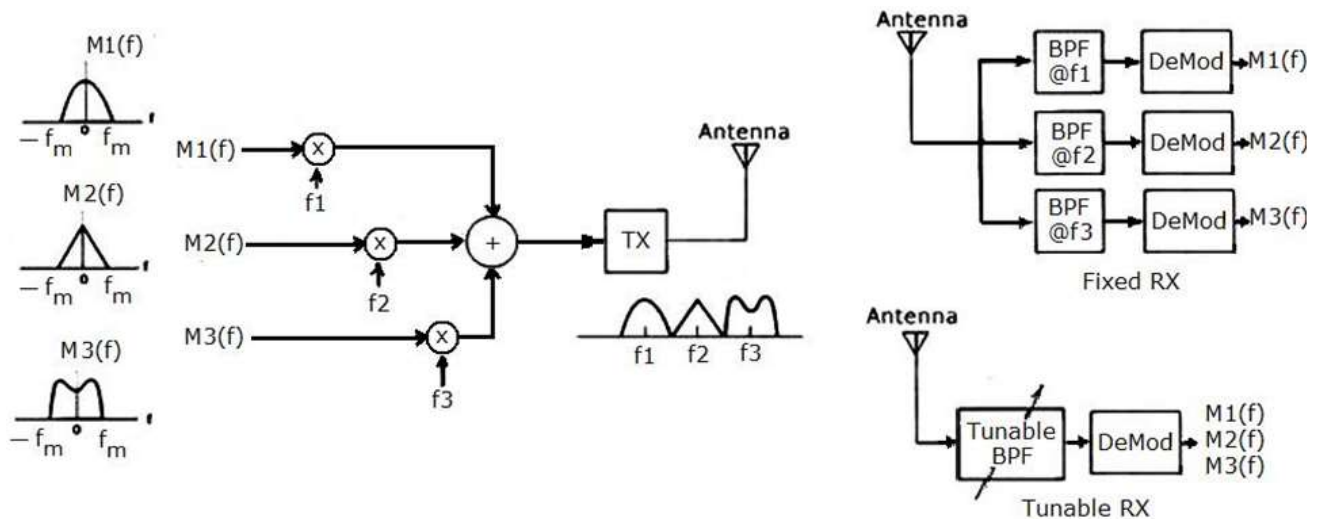 M1(f)
− fm 0 fm f
M2(f)
− fm 0 fm f
M3(f)
− fm 0 fm f
M1(f) X
f1
M2(f) X
f2
M3(f) X
f3
+
TX
Antenna
f1 f2 f3
Antenna
BPF
@f1
DeMod
M1(f)
BPF
@f2
DeMod
M2(f)
BPF
@f3
DeMod
M3(f)
Fixed RX
Antenna
Tunable
BPF
DeMod
M1(f)
M2(f)
M3(f)
Tunable RX